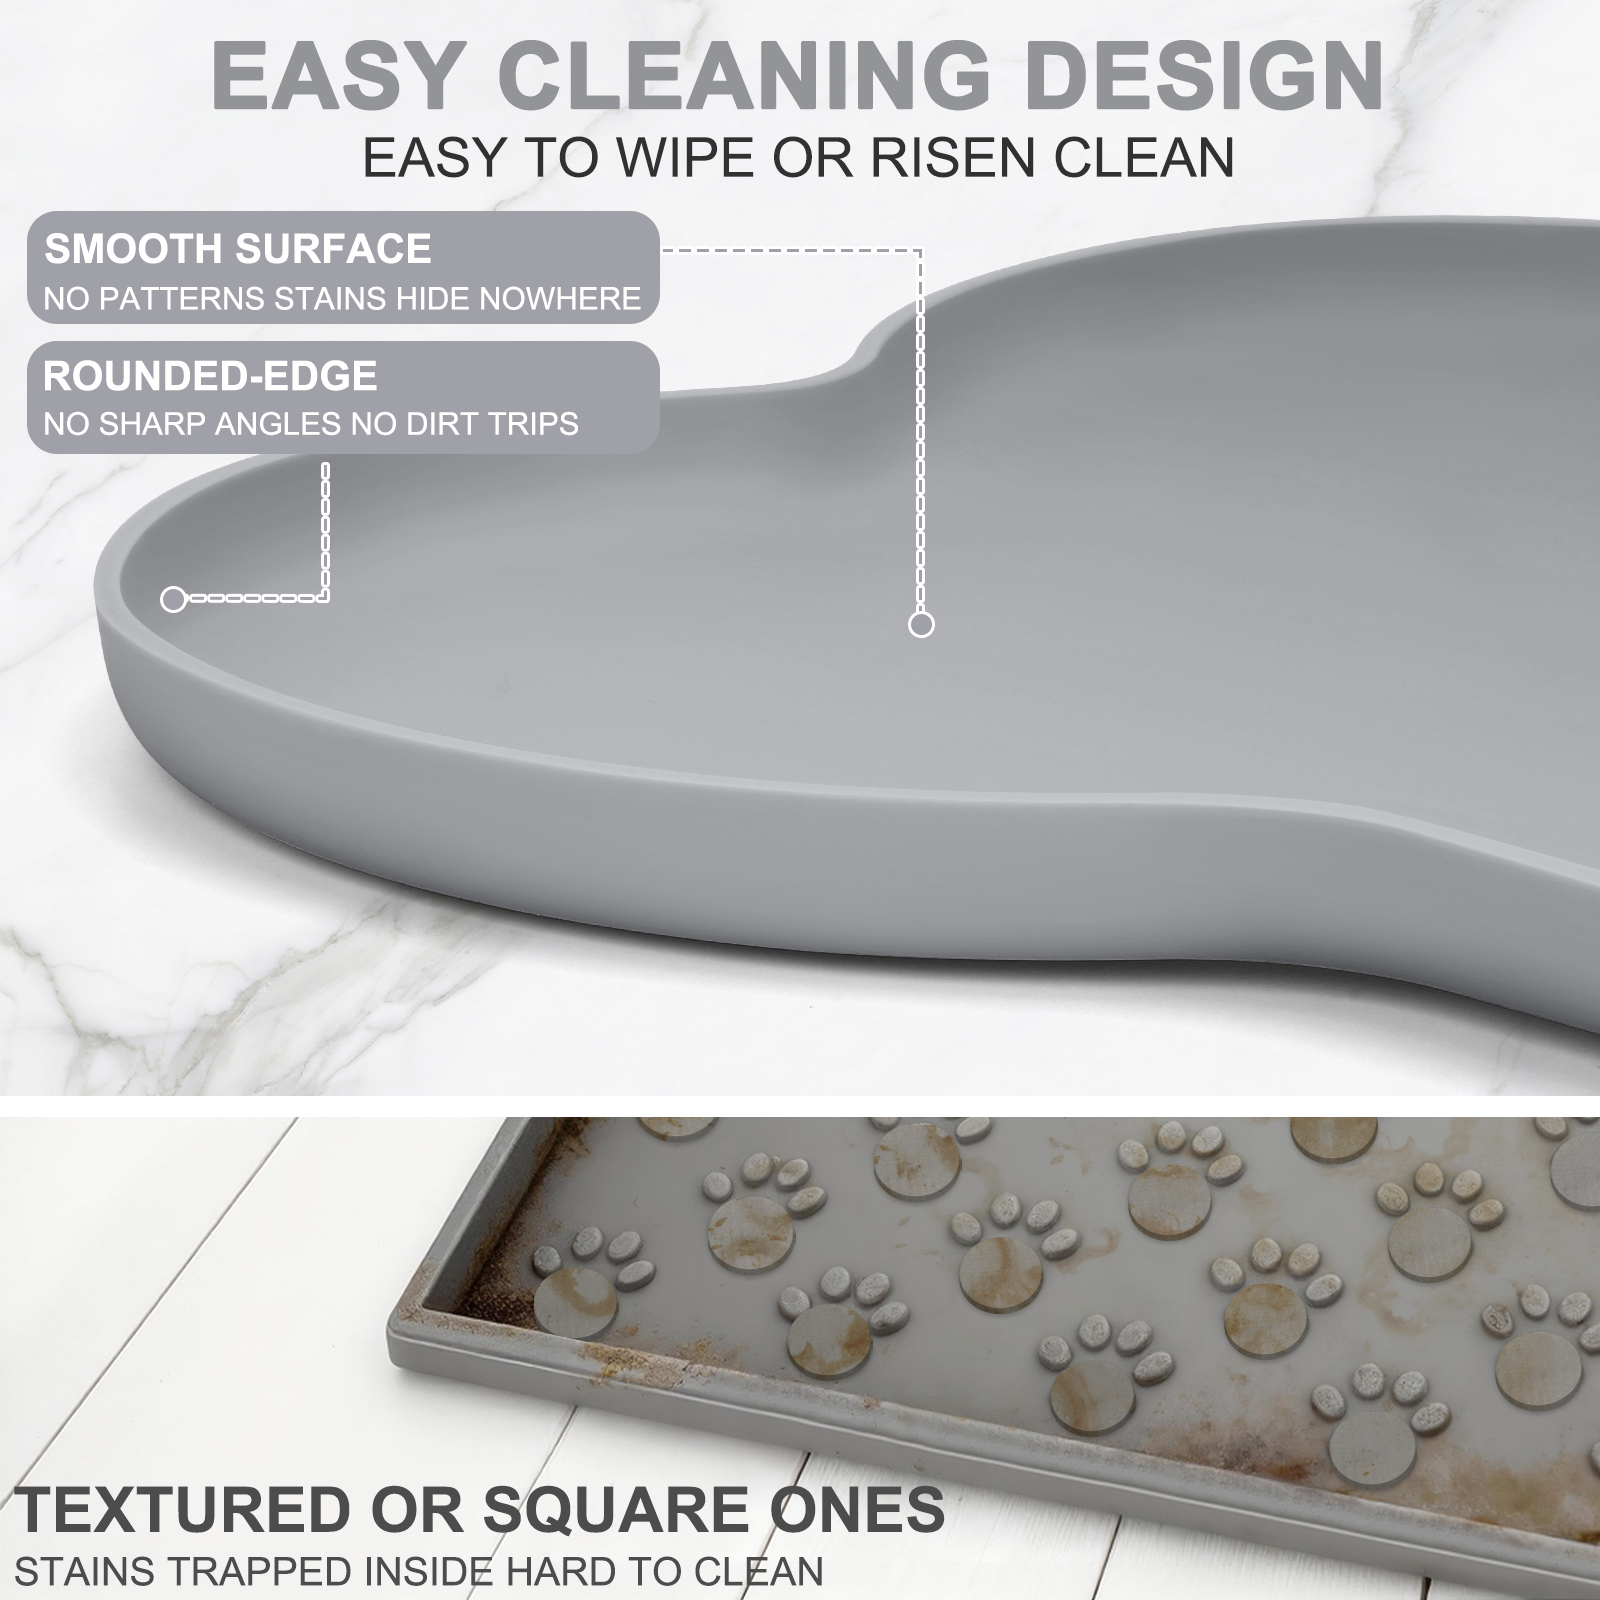 EASY CLEANING DESIGN
EASY TO WIPE OR RISEN CLEAN
SMOOTH SURFACE
NO PATTERNS STAINS HIDE NOWHERE
ROUNDED-EDGE
NO SHARP ANGLES NO DIRT TRIPS
TEXTURED OR SQUARE ONES
STAINS TRAPPED INSIDE HARD TO CLEAN